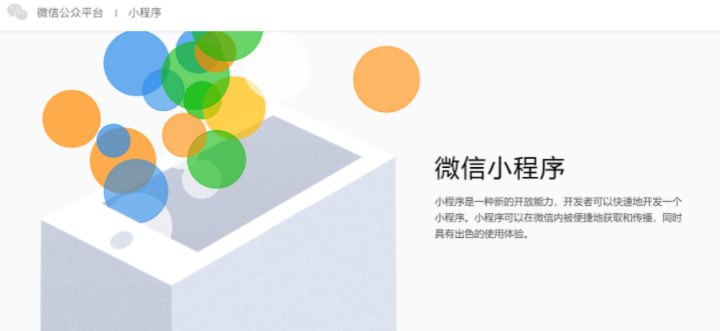 微信公众平台 | 小程序
微信小程序
小程序是一种新的开放能力，开发者可以快速地开发一个
小程序。小程序可以在微信内被便捷地获取和传播，同时
具有出色的使用体验。